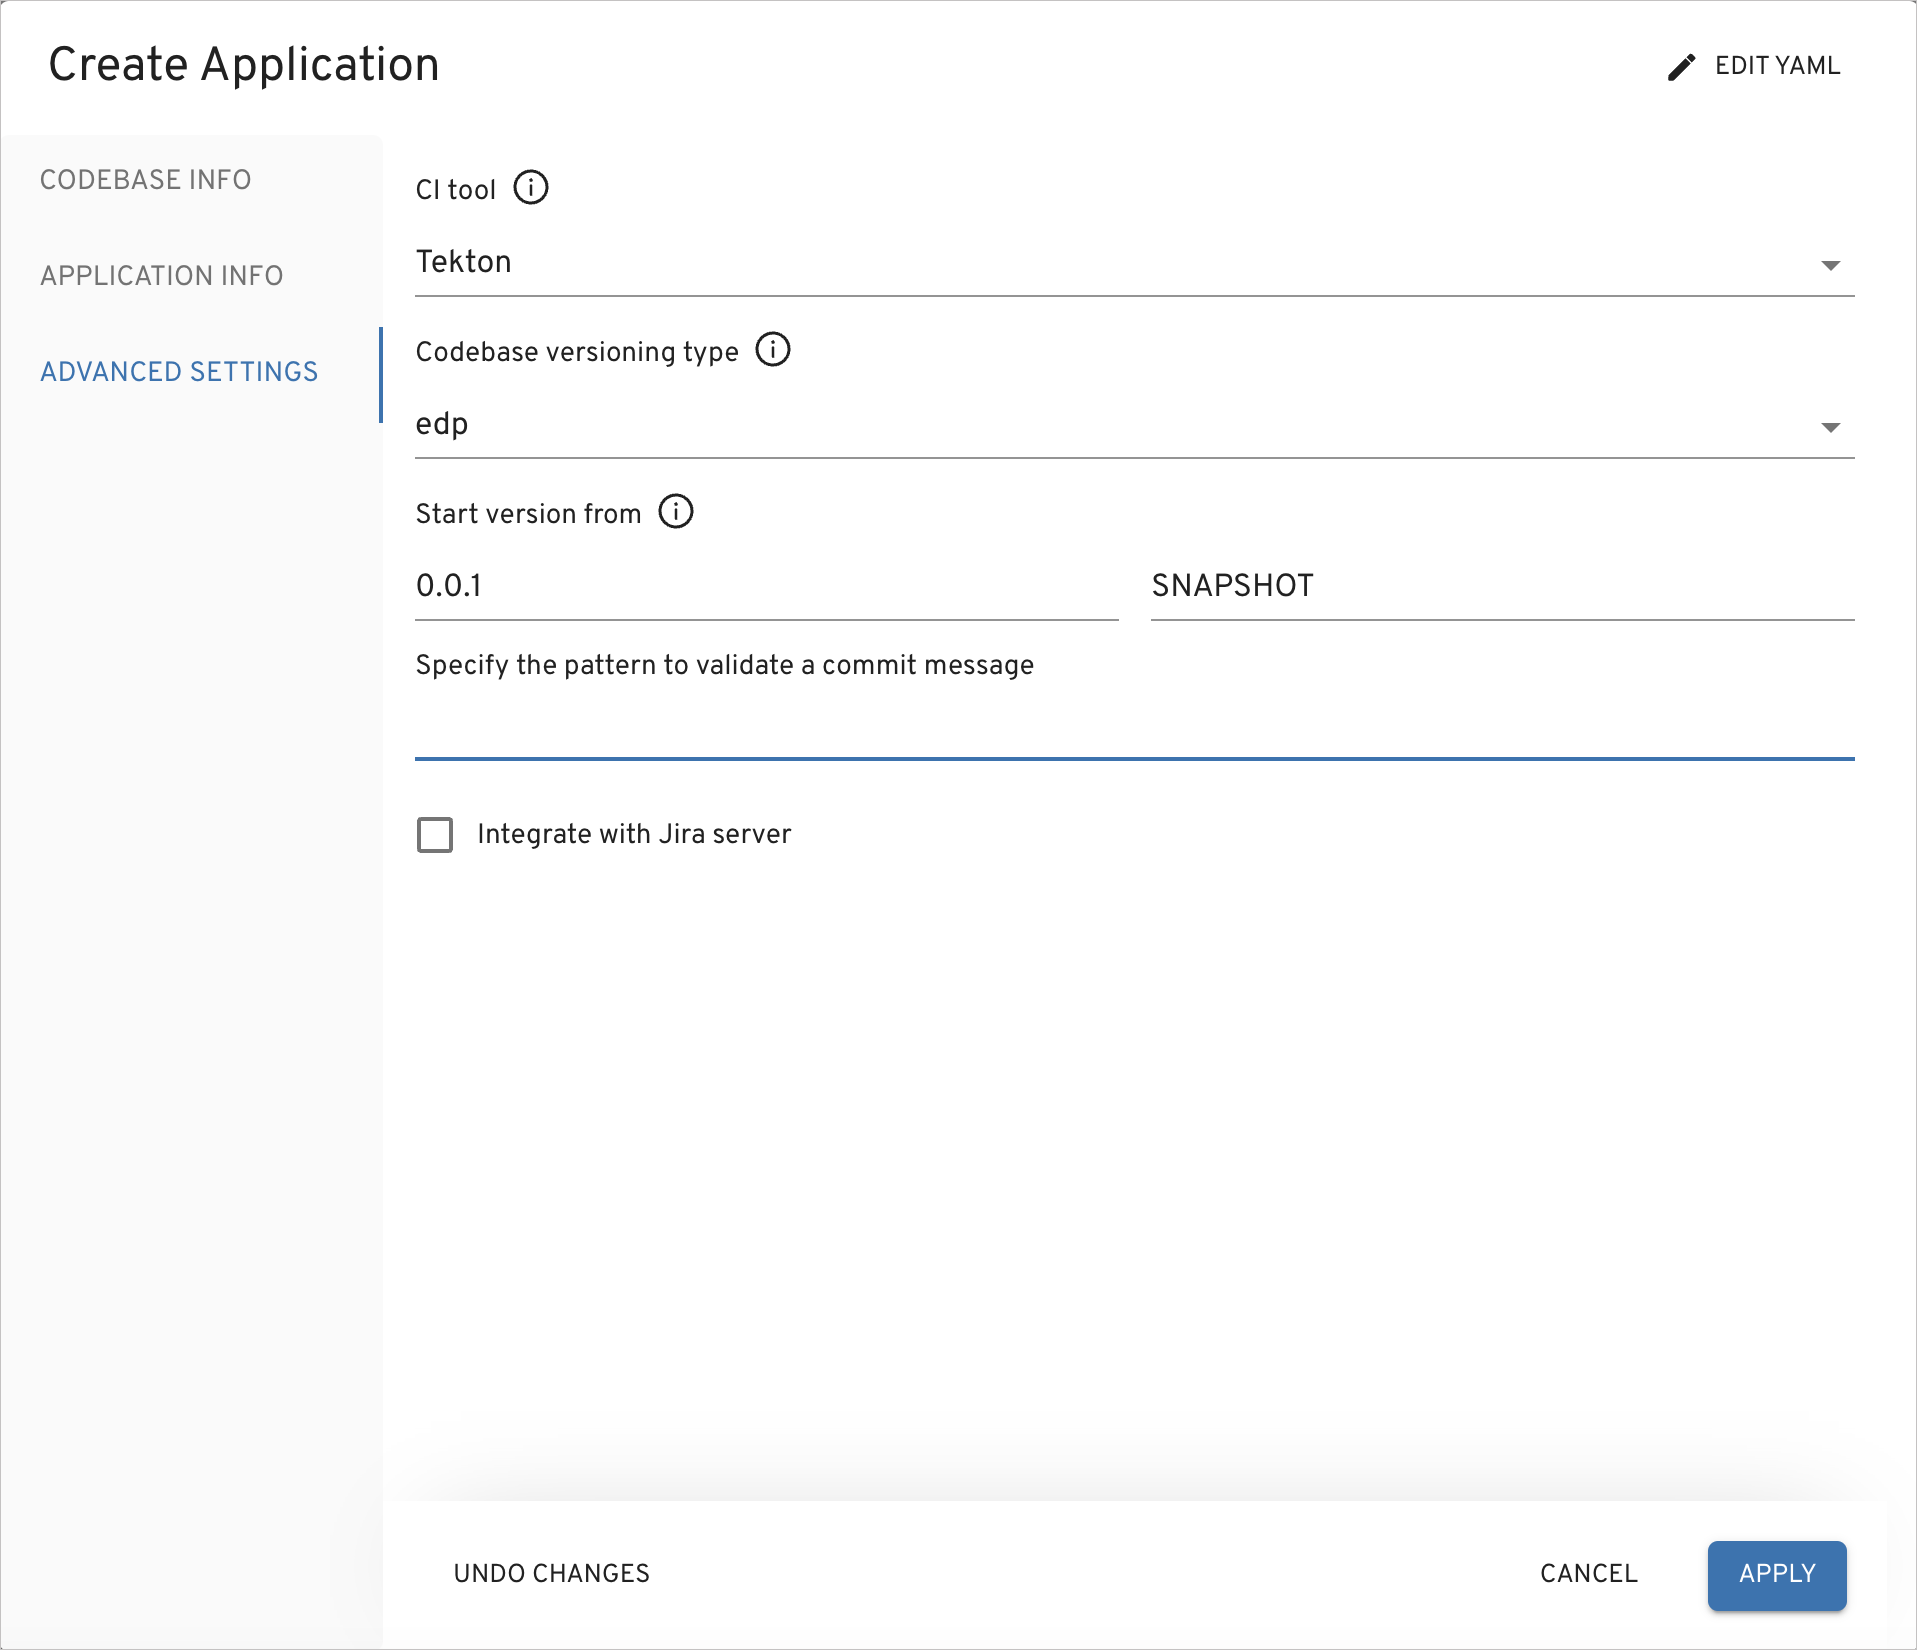 Create Application
EDIT YAML
CODEBASE INFO
APPLICATION INFO
ADVANCED SETTINGS
CI tool
Tekton
Codebase versioning type
edp
Start version from
0.0.1
SNAPSHOT
Specify the pattern to validate a commit message
Integrate with Jira server
UNDO CHANGES
CANCEL
APPLY